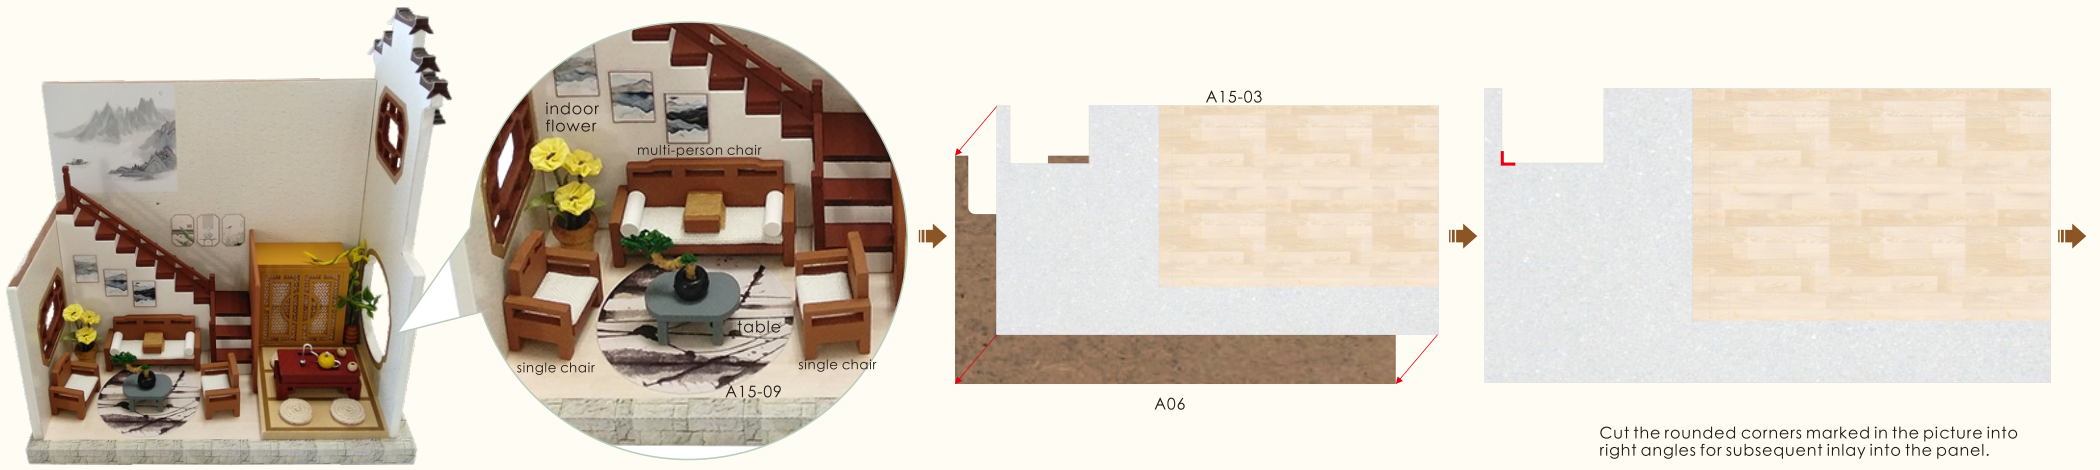 indoor
flower
multi-person chair
table
single chair
single chair
A15-09
A15-03
A06
Cut the rounded corners marked in the picture into
right angles for subsequent inlay into the panel.